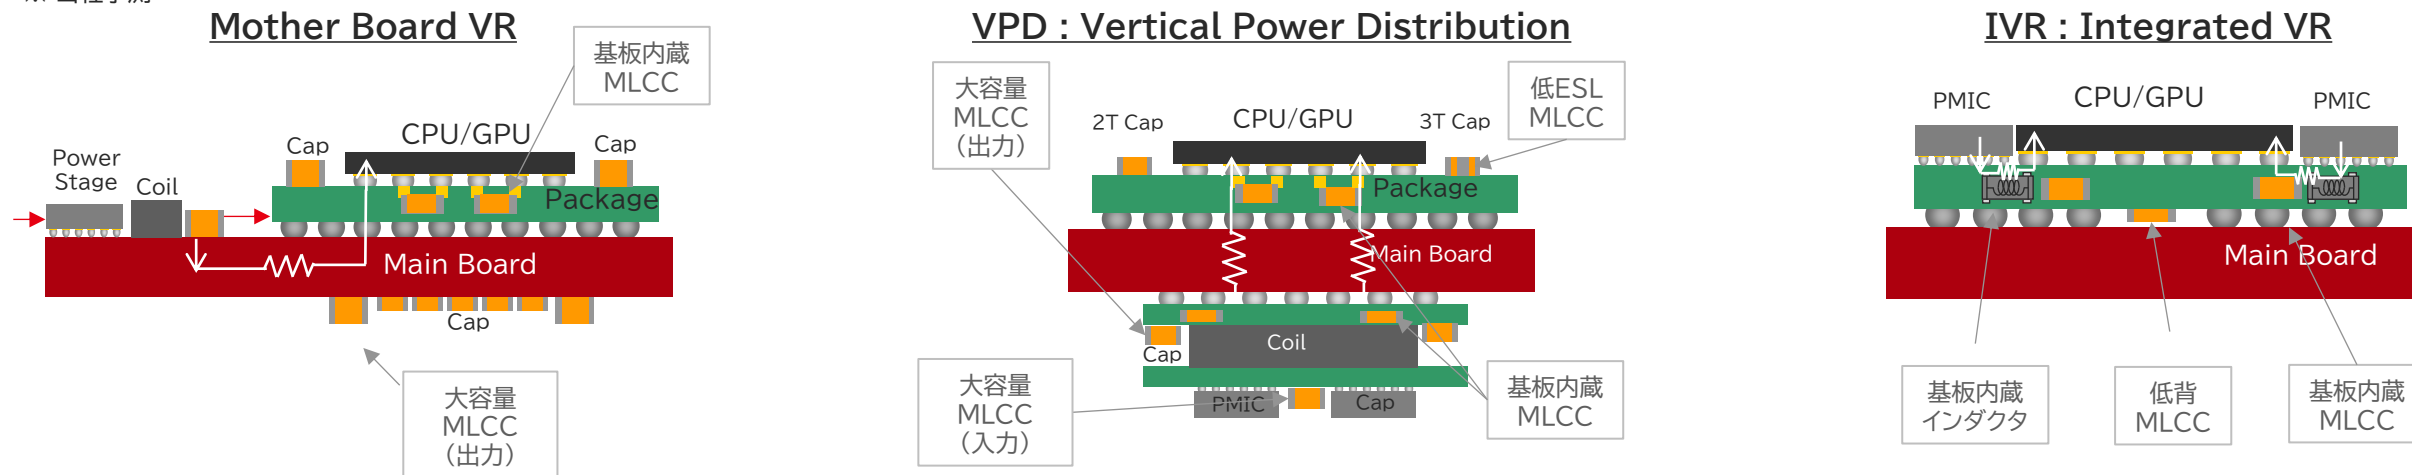 Mother Board VR
基板内蔵
MLCC
CPU/GPU
Cap
Cap
Power
Stage
Coil
Package
Main Board
Cap
大容量
MLCC
（出力）
VPD : Vertical Power Distribution
大容量
MLCC
（出力）
低ESL
MLCC
2T Cap
CPU/GPU
3T Cap
Package
Main Board
Coil
Cap
大容量
MLCC
（入力）
PMIC
Cap
基板内蔵
MLCC
IVR : Integrated VR
PMIC
CPU/GPU
PMIC
Main Board
基板内蔵
インダクタ
低背
MLCC
基板内蔵
MLCC